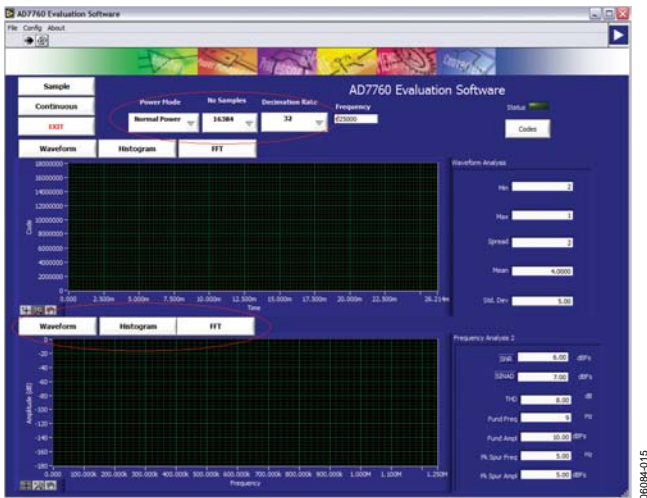 AD7760 Evaluation Software
File Config About
AD7760 Evaluation Software
Sample
Continuous
EXIT
Power Mode
Normal Power
No Samples
16384
Decimation Rate
32
Frequency
Status
Codes
Waveform Histogram FFT
Code
18000000
16000000
14000000
12000000
10000000
8000000
6000000
4000000
2000000
0
0.000 2.500m 5.000m 7.500m 10.000m 12.500m 15.000m 17.500m 20.000m 22.500m 26.214m
Time
Waveform Analysis
Min 2
Max 1
Spread 2
Mean 4.0000
Std. Dev 5.00
Waveform Histogram FFT
Amplitude (dB)
0
-20
-40
-60
-80
-100
-120
-140
-160
-180
0.000 100.000k 200.000k 300.000k 400.000k 500.000k 600.000k 700.000k 800.000k 900.000k 1.000M 1.100M 1.250M
Frequency
Frequency Analysis 2
SNR 6.00 dBFs
SINAD 7.00 dBFs
THD 8.00 dB
Fund Freq 9 Hz
Fund Ampl 10.00 dBFs
Pk Spur Freq 5.00 Hz
Pk Spur Ampl 5.00 dBFs
06084-015